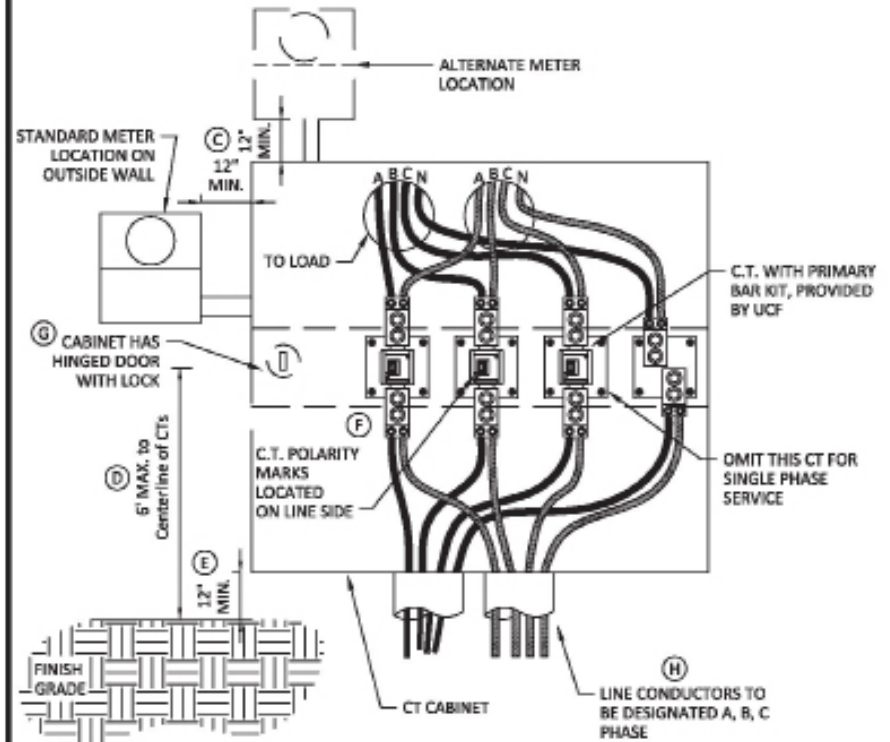 ALTERNATE METER
LOCATION
STANDARD METER
LOCATION ON
OUTSIDE WALL
C
12"
MIN.
12"
MIN.
A B C N
A B C N
TO LOAD
C.T. WITH PRIMARY
BAR KIT, PROVIDED
BY UCF
G
CABINET HAS
HINGED DOOR
WITH LOCK
F
C.T. POLARITY
MARKS
LOCATED
ON LINE SIDE
OMIT THIS CT FOR
SINGLE PHASE
SERVICE
D
6' MAX. to
Centerline of CTs
E
12"
MIN.
FINISH
GRADE
CT CABINET
H
LINE CONDUCTORS TO
BE DESIGNATED A, B, C
PHASE